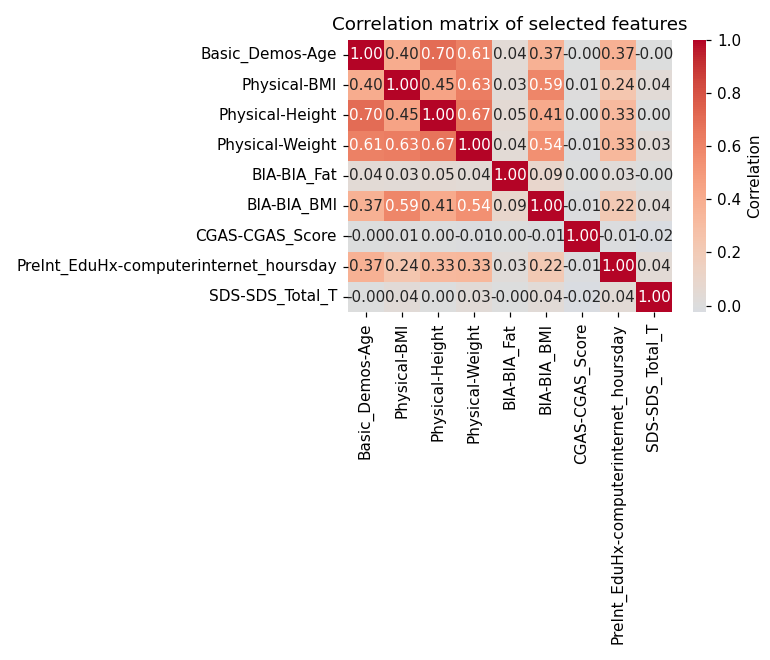 Correlation matrix of selected features
Basic_Demos-Age 1.00 0.40 0.70 0.61 0.04 0.37 -0.00 0.37 -0.00
Physical-BMI 0.40 1.00 0.45 0.63 0.03 0.59 0.01 0.24 0.04
Physical-Height 0.70 0.45 1.00 0.67 0.05 0.41 0.00 0.33 0.00
Physical-Weight 0.61 0.63 0.67 1.00 0.04 0.54 -0.01 0.33 0.03
BIA-BIA_Fat 0.04 0.03 0.05 0.04 1.00 0.09 0.00 0.03 -0.00
BIA-BIA_BMI 0.37 0.59 0.41 0.54 0.09 1.00 -0.01 0.22 0.04
CGAS-CGAS_Score -0.00 0.01 0.00 -0.01 0.00 -0.01 1.00 -0.01 -0.02
PreInt_EduHx-computerinternet_hoursday 0.37 0.24 0.33 0.33 0.03 0.22 -0.01 1.00 0.04
SDS-SDS_Total_T -0.00 0.04 0.00 0.03 -0.00 0.04 -0.02 0.04 1.00
Basic_Demos-Age
Physical-BMI
Physical-Height
Physical-Weight
BIA-BIA_Fat
BIA-BIA_BMI
CGAS-CGAS_Score
PreInt_EduHx-computerinternet_hoursday
SDS-SDS_Total_T
1.0
0.8
0.6
0.4
0.2
0.0
Correlation